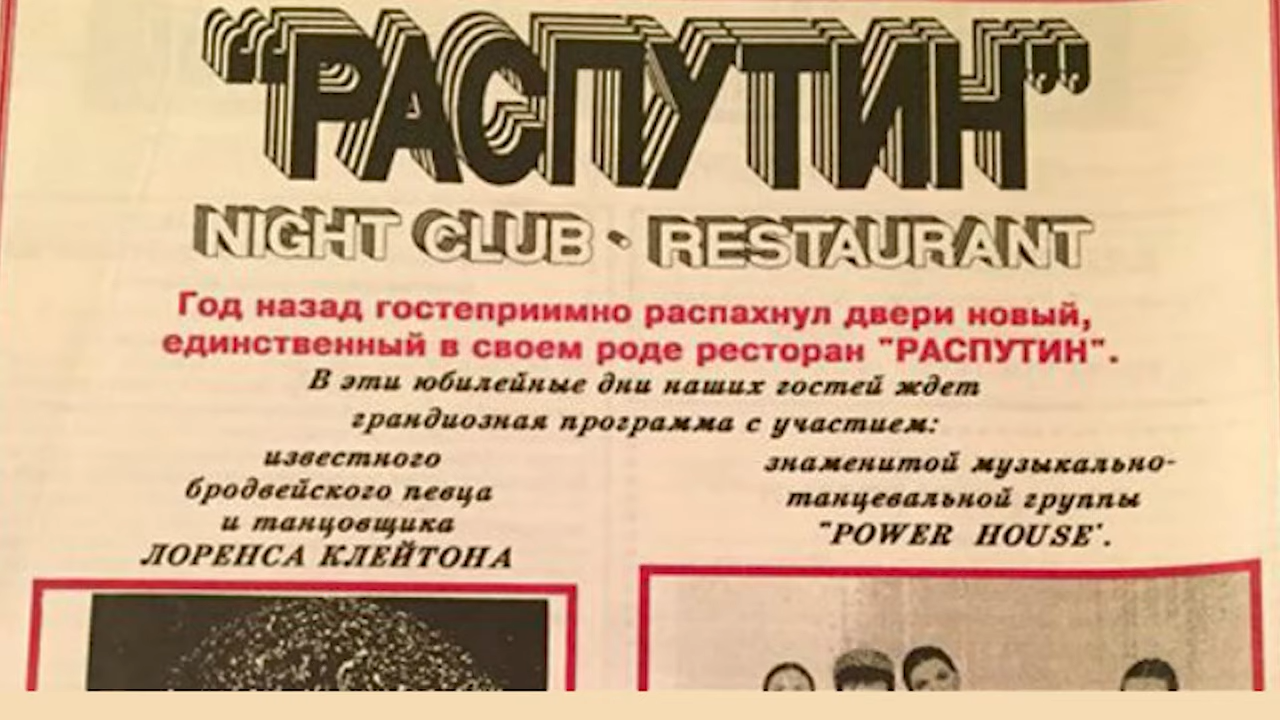 “РАСПУТИН”
NIGHT CLUB • RESTAURANT
Год назад гостеприимно распахнул двери новый,
единственный в своем роде ресторан "РАСПУТИН".
В эти юбилейные дни наших гостей ждет
грандиозная программа с участием:
известного
бродвейского певца
и танцовщика
ЛОРЕНСА КЛЕЙТОНА
знаменитой музыкально-
танцевальной группы
"POWER HOUSE".